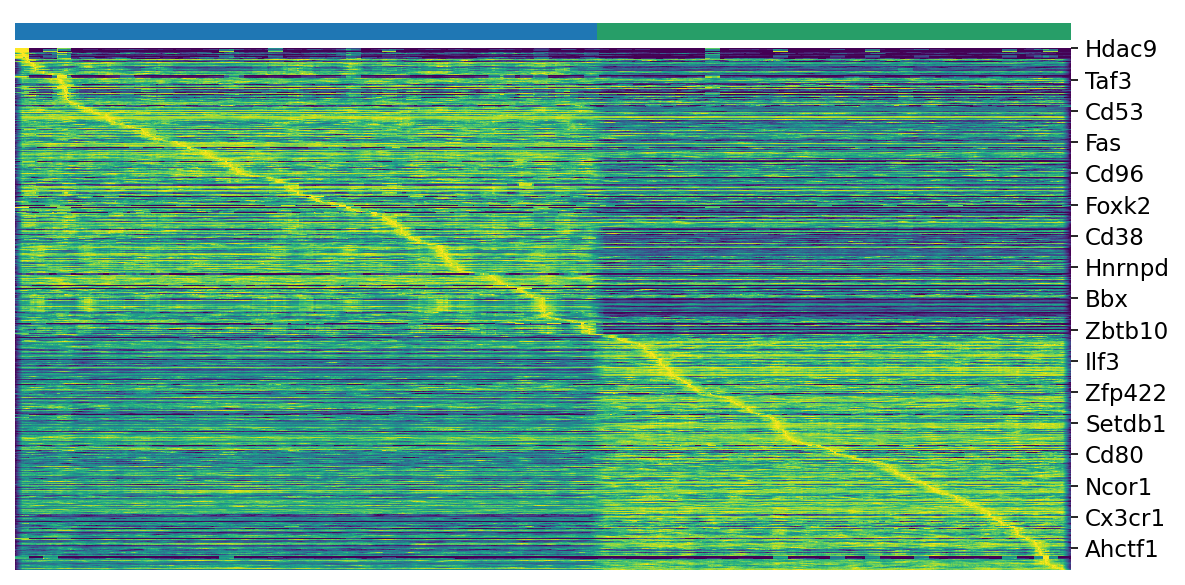 Hdac9
Taf3
Cd53
Fas
Cd96
Foxk2
Cd38
Hnrnpd
Bbx
Zbtb10
Ilf3
Zfp422
Setdb1
Cd80
Ncor1
Cx3cr1
Ahctf1